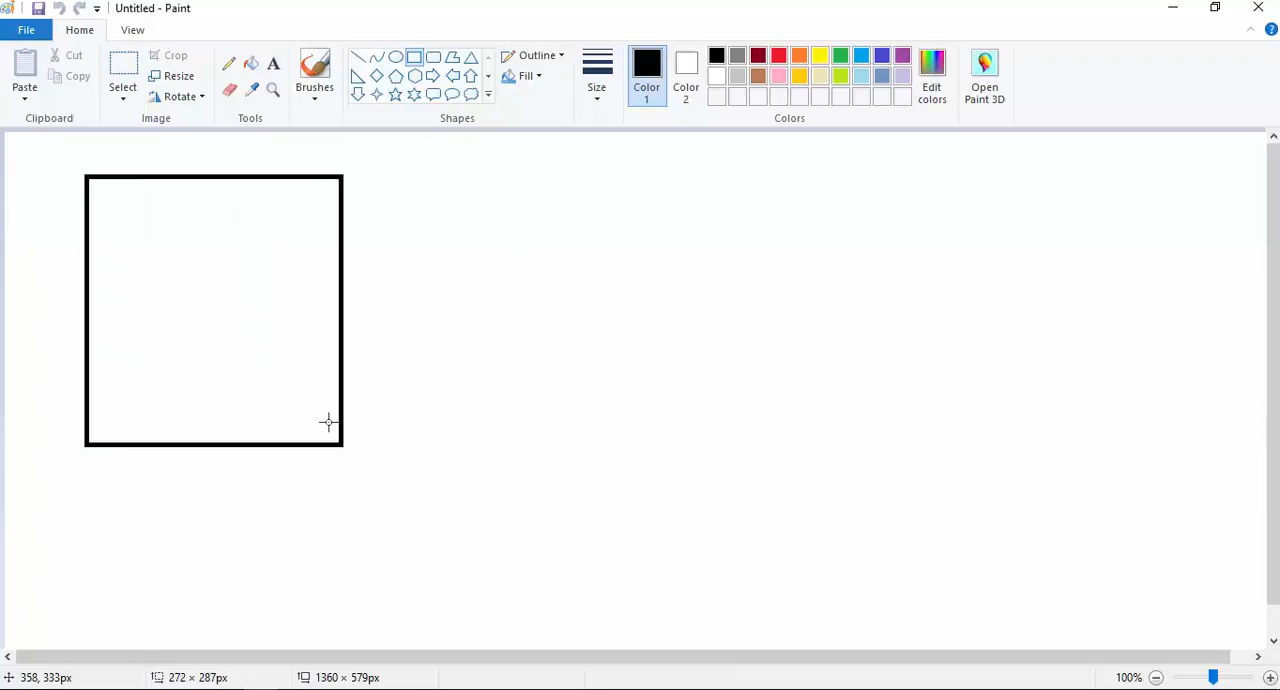 Untitled - Paint
File Home View
Paste
Cut
Copy
Clipboard
Select
Crop
Resize
Rotate
Image
A
Tools
Brushes
Outline
Fill
Shapes
Size
Color 1
Color 2
Edit colors
Colors
Open Paint 3D
358, 333px 272 × 287px 1360 × 579px 100%